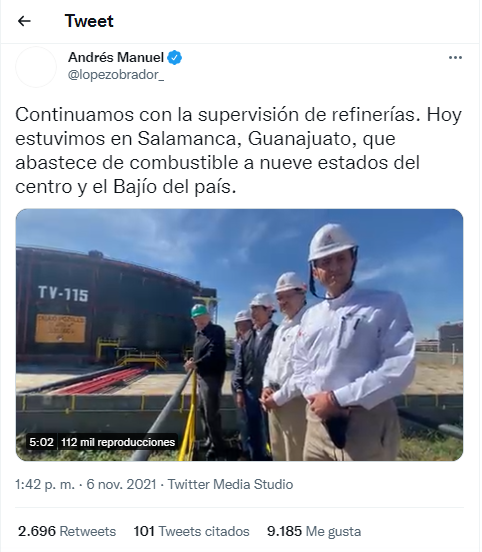 Tweet
Andrés Manuel
@lopezobrador_
Continuamos con la supervisión de refinerías. Hoy
estuvimos en Salamanca, Guanajuato, que
abastece de combustible a nueve estados del
centro y el Bajío del país.
TV-115
5:02 112 mil reproducciones
1:42 p. m. · 6 nov. 2021 · Twitter Media Studio
2.696 Retweets 101 Tweets citados 9.185 Me gusta